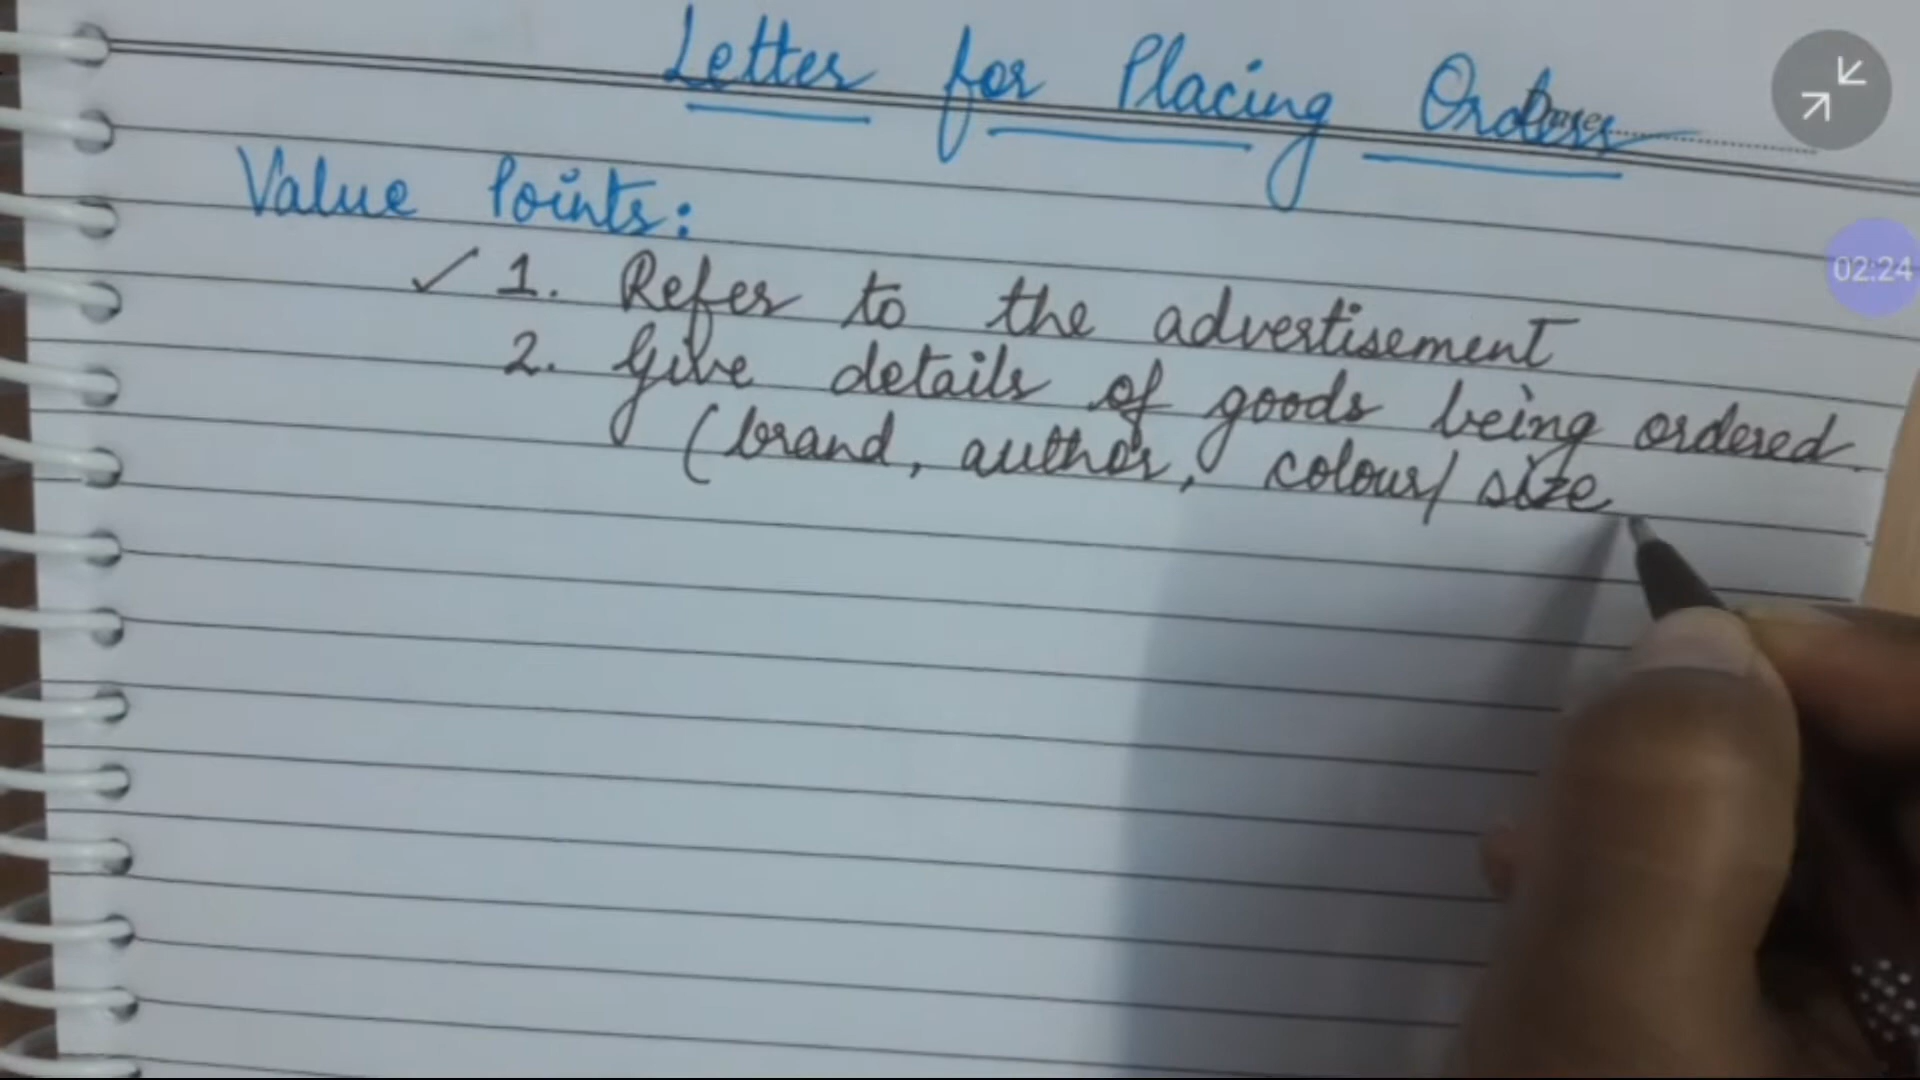 Letter for Placing Orders
Value Points:
✓ 1. Refer to the advertisement
2. Give details of goods being ordered
(brand, author, colour/ size
02:24